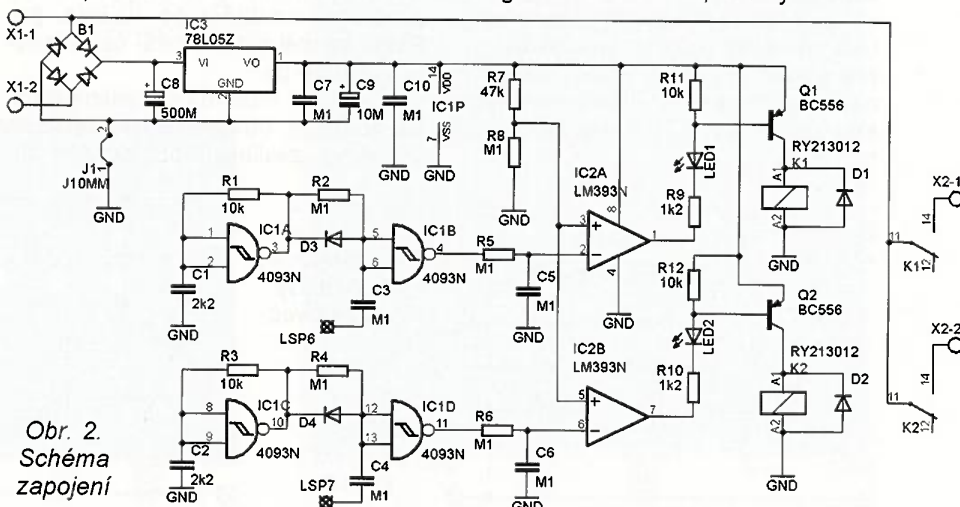 X1-1
B1
IC3
78L05Z
3
VI
VO
1
GND
2
C8
500M
C7
M1
C9
10M
C10
M1
14
VDD
IC1P
7
VSS
GND
GND
X1-2
2
J1
1
J10MM
GND
R7
47k
R8
M1
GND
R11
10k
Q1
BC556
LED1
RY213012
K1
A1
A2
D1
GND
R9
1k2
IC2A
LM393N
8
3
+
2
-
1
4
GND
R1
10k
R2
M1
1
2
IC1A
3
D3
4093N
C1
2k2
GND
5
6
IC1B
4
4093N
C3
M1
LSP6
R5
M1
C5
M1
GND
R12
10k
Q2
BC556
LED2
RY213012
K2
A1
A2
D2
GND
R10
1k2
IC2B
LM393N
5
+
6
-
7
R3
10k
R4
M1
8
9
IC1C
10
D4
4093N
C2
2k2
GND
12
13
IC1D
11
4093N
C4
M1
LSP7
R6
M1
C6
M1
GND
X2-1
14
11
12
K1
X2-2
14
11
12
K2
Obr. 2.
Schéma
zapojení